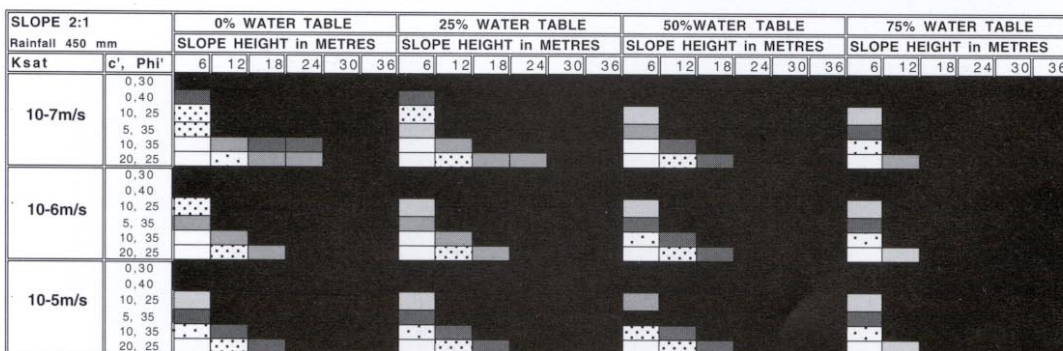 SLOPE 2:1 0% WATER TABLE 25% WATER TABLE 50%WATER TABLE 75% WATER TABLE
Rainfall 450 mm SLOPE HEIGHT in METRES SLOPE HEIGHT in METRES SLOPE HEIGHT in METRES SLOPE HEIGHT in METRES
Ksat c', Phi' 6 12 18 24 30 36 6 12 18 24 30 36 6 12 18 24 30 36 6 12 18 24 30 36
0,30
0,40
10-7m/s 10, 25
5, 35
10, 35
20, 25
0,30
0,40
10-6m/s 10, 25
5, 35
10, 35
20, 25
0,30
0,40
10-5m/s 10, 25
5, 35
10, 35
20, 25